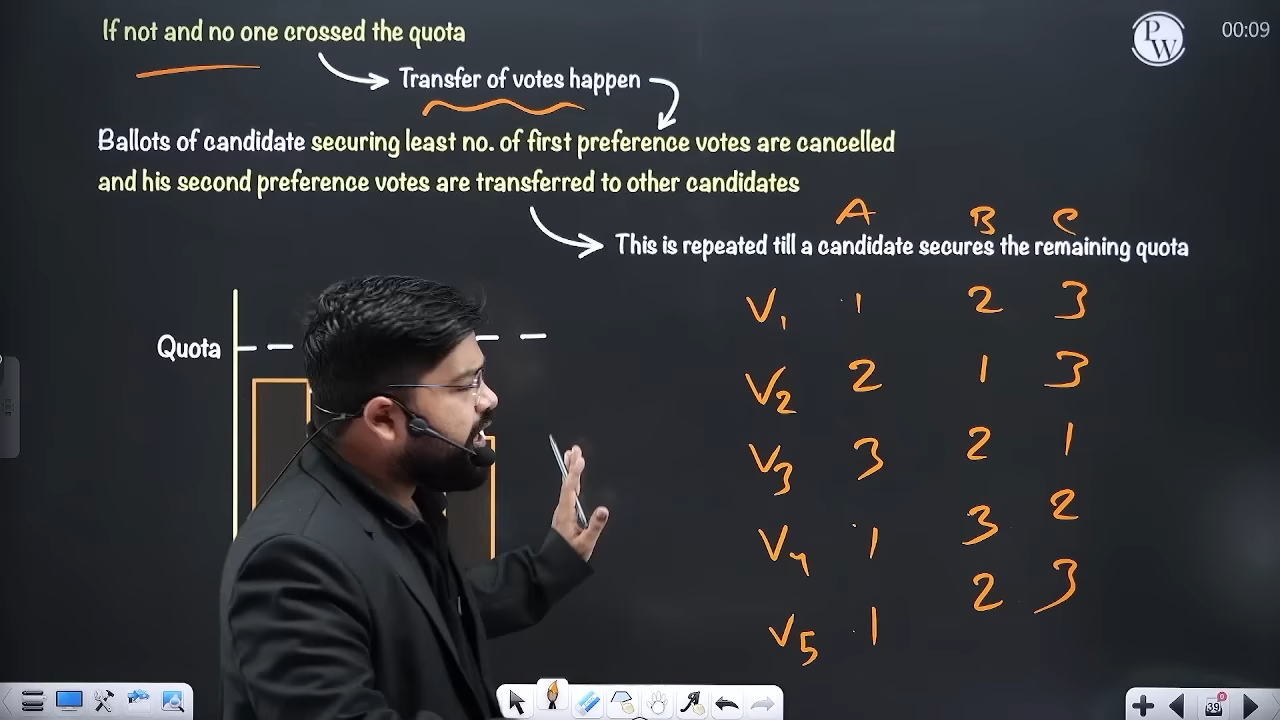 If not and no one crossed the quota
PW
00:09
Transfer of votes happen
Ballots of candidate securing least no. of first preference votes are cancelled
and his second preference votes are transferred to other candidates
A B C
This is repeated till a candidate secures the remaining quota
V1 1 2 3
Quota
V2 2 1 3
V3 3 2 1
V4 1 3 2
V5 1 2 3
39